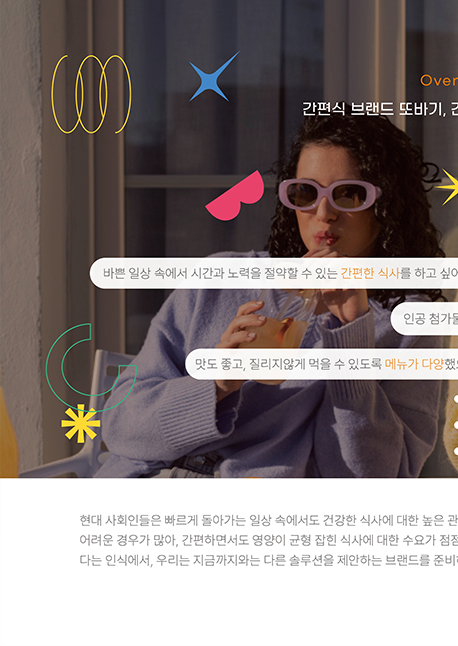 Over
간편식 브랜드 또바기,
바쁜 일상 속에서 시간과 노력을 절약할 수 있는 간편한 식사를 하고 싶어
인공 첨가물
맛도 좋고, 질리지않게 먹을 수 있도록 메뉴가 다양했
현대 사회인들은 빠르게 돌아가는 일상 속에서도 건강한 식사에 대한 높은 관
어려운 경우가 많아, 간편하면서도 영양이 균형 잡힌 식사에 대한 수요가 점점
다는 인식에서, 우리는 지금까지와는 다른 솔루션을 제안하는 브랜드를 준비